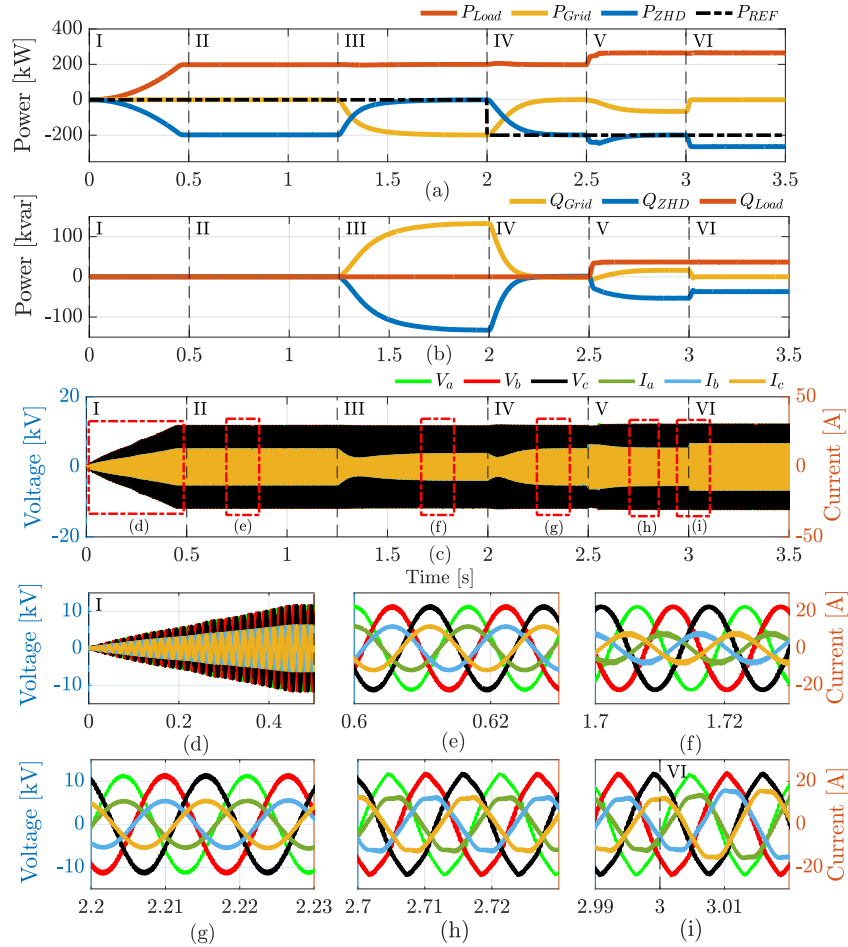 P_Load P_Grid P_ZHD P_REF
Power [kW]
400
200
0
-200
I II III IV V VI
0 0.5 1 1.5 2 2.5 3 3.5
(a)
Q_Grid Q_ZHD Q_Load
Power [kvar]
100
0
-100
I II III IV V VI
0 0.5 1 1.5 2 2.5 3 3.5
(b)
V_a V_b V_c I_a I_b I_c
Voltage [kV]
20
0
-20
I II III IV V VI
50
0
-50
Current [A]
(d) (e) (f) (g) (h) (i)
0 0.5 1 1.5 2 2.5 3 3.5
(c)
Time [s]
Voltage [kV]
10
0
-10
I
20
0
-20
Current [A]
0 0.2 0.4 0.6 0.62 1.7 1.72
(d) (e) (f)
Voltage [kV]
10
0
-10
VI
20
0
-20
Current [A]
2.2 2.21 2.22 2.23 2.7 2.71 2.72 2.99 3 3.01
(g) (h) (i)